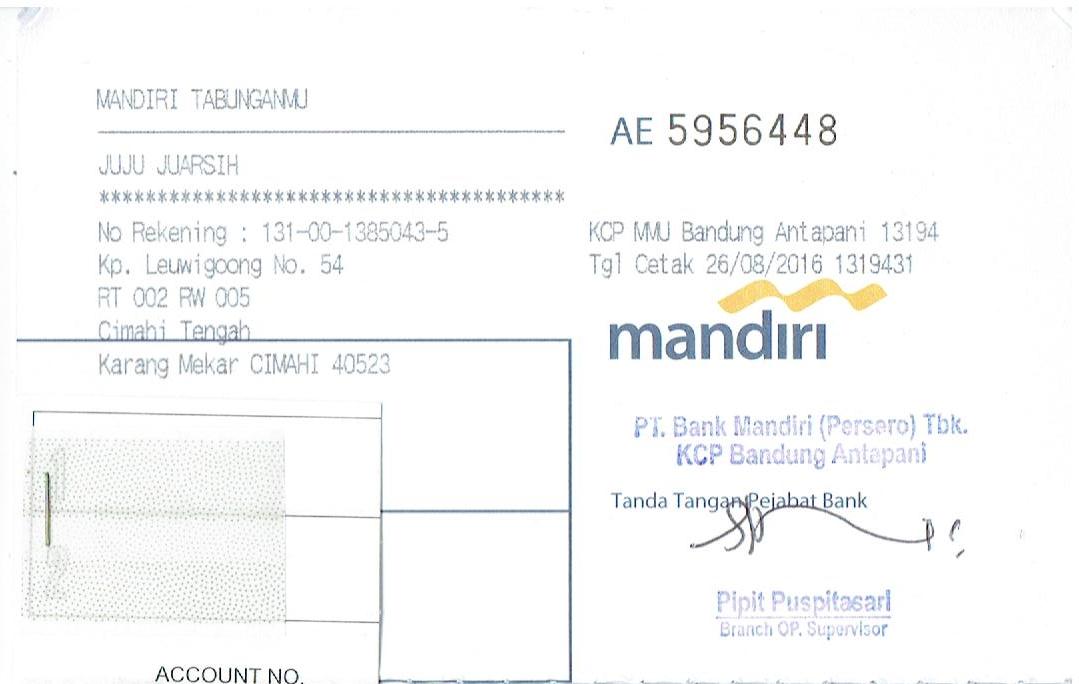 MANDIRI TABUNGANMU
JUJU JUARSIH
****************************************
No Rekening : 131-00-1385043-5
Kp. Leuwigoong No. 54
RT 002 RW 005
Cimahi Tengah
Karang Mekar CIMAHI 40523
ACCOUNT NO.
AE 5956448
KCP MMU Bandung Antapani 13194
Tgl Cetak 26/08/2016 1319431
mandiri
PT. Bank Mandiri (Persero) Tbk.
KCP Bandung Antapani
Tanda Tangan Pejabat Bank
Pipit Puspitasari
Branch OP. Supervisor